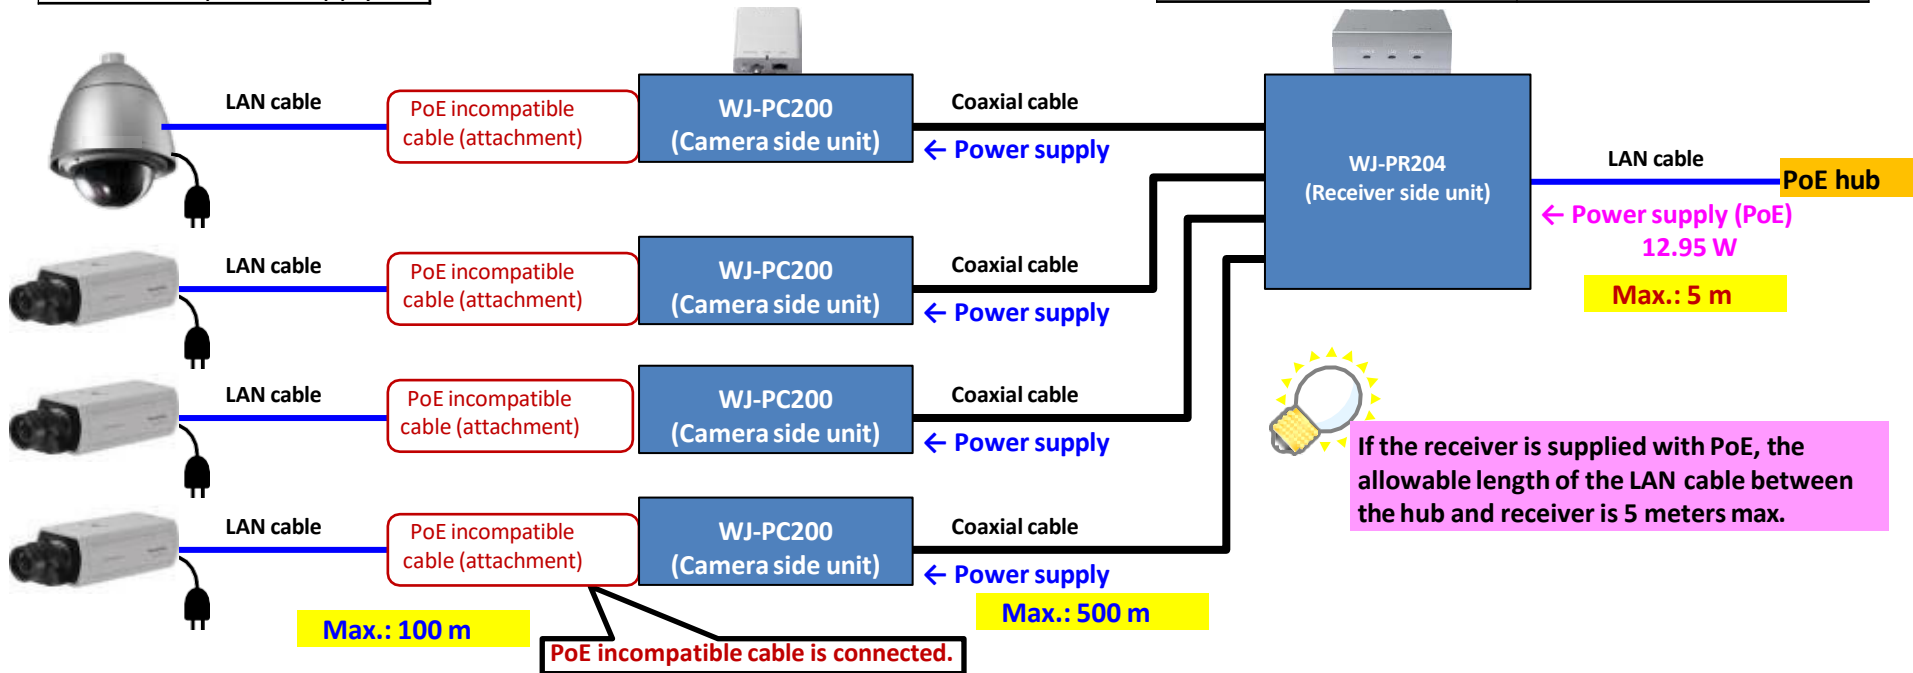 LAN cable
PoE incompatible
cable (attachment)
WJ-PC200
(Camera side unit)
Coaxial cable
← Power supply
WJ-PR204
(Receiver side unit)
LAN cable
PoE hub
← Power supply (PoE)
12.95 W
Max.: 5 m
LAN cable
PoE incompatible
cable (attachment)
WJ-PC200
(Camera side unit)
Coaxial cable
← Power supply
LAN cable
PoE incompatible
cable (attachment)
WJ-PC200
(Camera side unit)
Coaxial cable
← Power supply
If the receiver is supplied with PoE, the
allowable length of the LAN cable between
the hub and receiver is 5 meters max.
LAN cable
PoE incompatible
cable (attachment)
WJ-PC200
(Camera side unit)
Coaxial cable
← Power supply
Max.: 100 m
Max.: 500 m
PoE incompatible cable is connected.